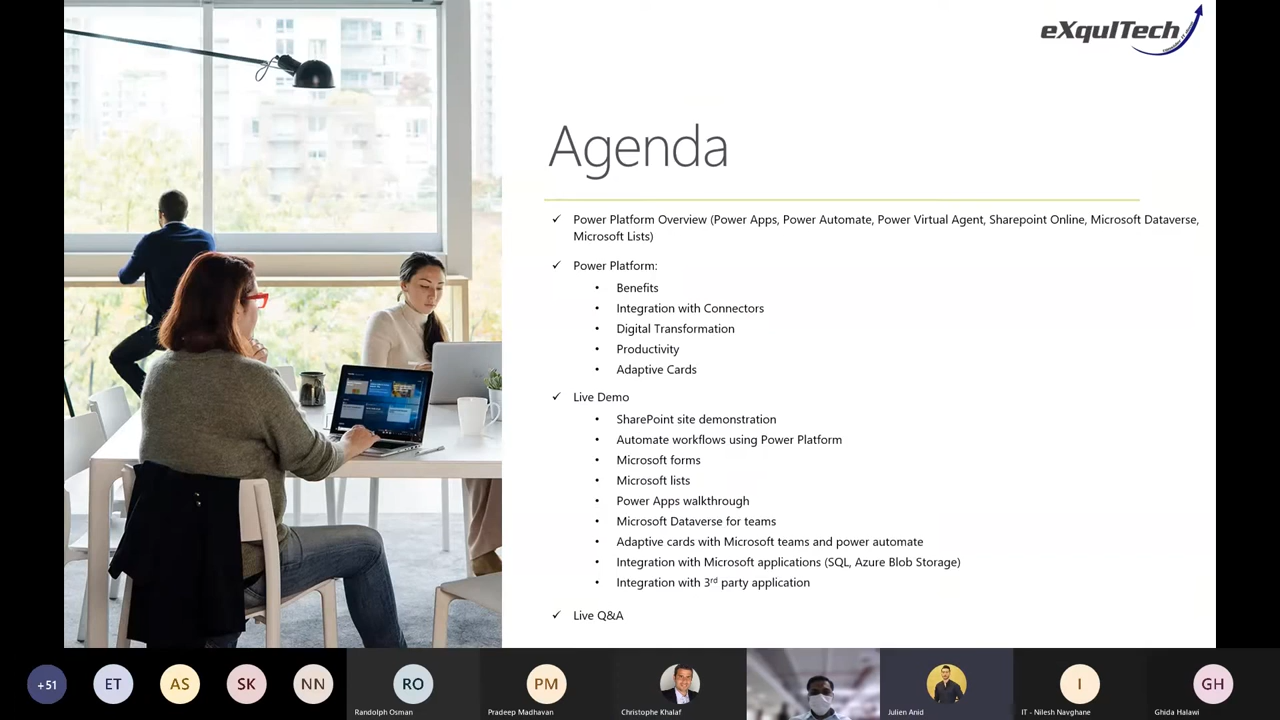 eXquITech
Agenda
✓ Power Platform Overview (Power Apps, Power Automate, Power Virtual Agent, Sharepoint Online, Microsoft Dataverse,
Microsoft Lists)
✓ Power Platform:
• Benefits
• Integration with Connectors
• Digital Transformation
• Productivity
• Adaptive Cards
✓ Live Demo
• SharePoint site demonstration
• Automate workflows using Power Platform
• Microsoft forms
• Microsoft lists
• Power Apps walkthrough
• Microsoft Dataverse for teams
• Adaptive cards with Microsoft teams and power automate
• Integration with Microsoft applications (SQL, Azure Blob Storage)
• Integration with 3rd party application
✓ Live Q&A
+51 ET AS SK NN RO PM I GH
Randolph Osman Pradeep Madhavan Christophe Khalaf Julien Anid IT - Nilesh Navghane Ghida Halawi